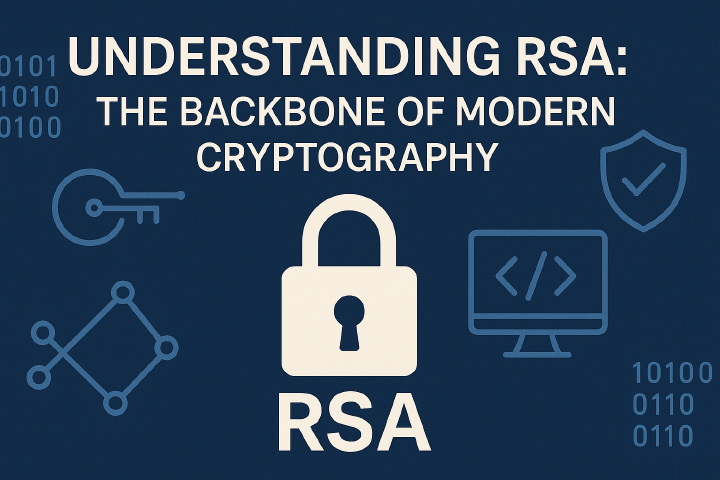 UNDERSTANDING RSA:
THE BACKBONE OF MODERN
CRYPTOGRAPHY
0101
1010
0100
</>
RSA
10100
0110
0110